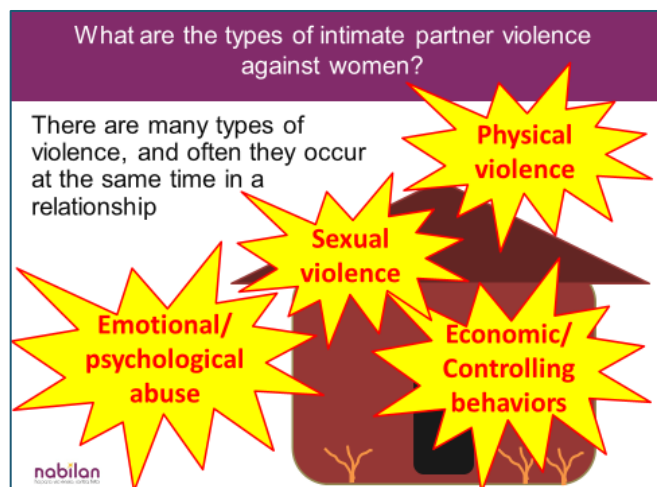 What are the types of intimate partner violence
against women?
There are many types of
violence, and often they occur
at the same time in a
relationship
Physical
violence
Sexual
violence
Emotional/
psychological
abuse
Economic/
Controlling
behaviors
nabilan